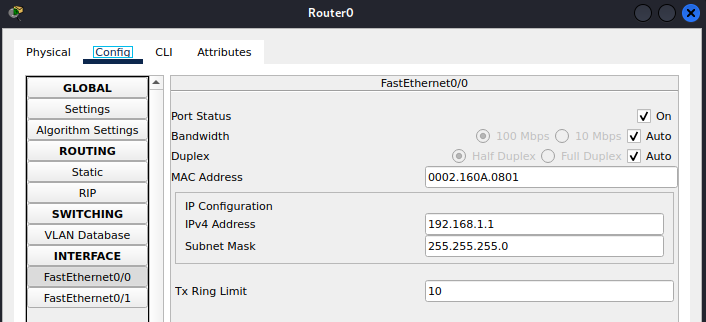 Router0
Physical Config CLI Attributes
GLOBAL
Settings
Algorithm Settings
ROUTING
Static
RIP
SWITCHING
VLAN Database
INTERFACE
FastEthernet0/0
FastEthernet0/1
FastEthernet0/0
Port Status On
Bandwidth 100 Mbps 10 Mbps Auto
Duplex Half Duplex Full Duplex Auto
MAC Address 0002.160A.0801
IP Configuration
IPv4 Address 192.168.1.1
Subnet Mask 255.255.255.0
Tx Ring Limit 10